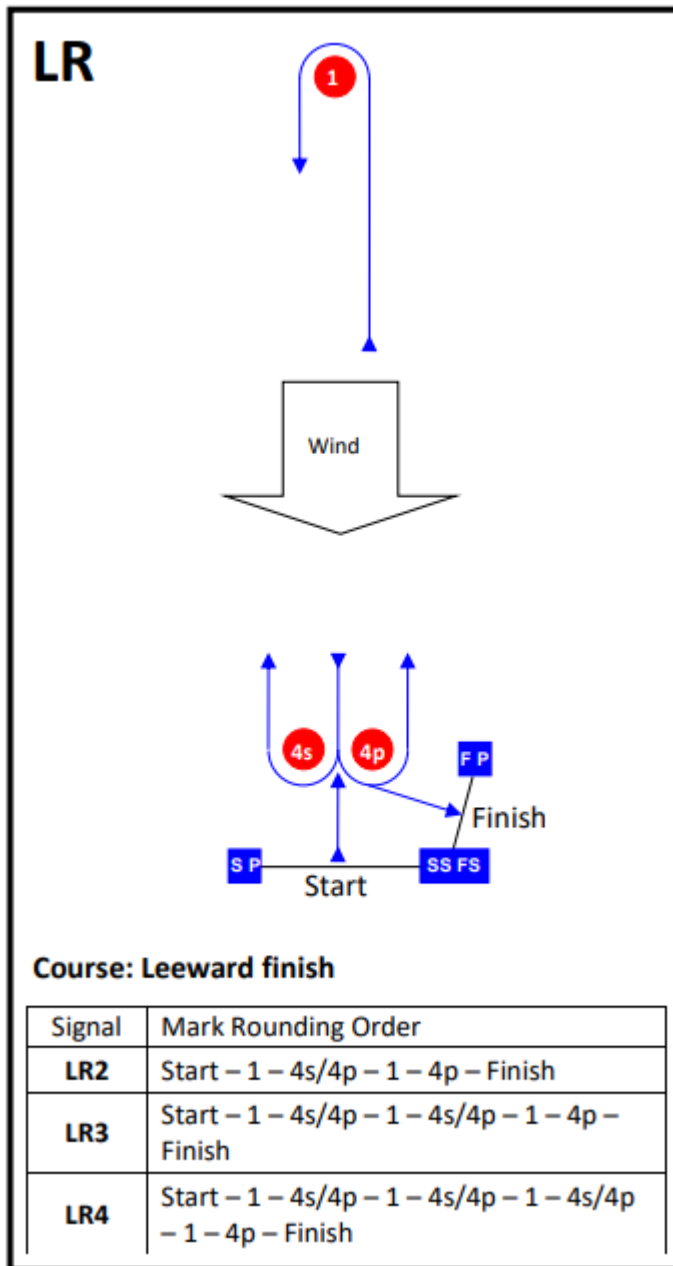 LR
1
Wind
4s 4p
F P
Finish
S P
SS FS
Start
Course: Leeward finish
Signal Mark Rounding Order
LR2 Start – 1 – 4s/4p – 1 – 4p – Finish
LR3 Start – 1 – 4s/4p – 1 – 4s/4p – 1 – 4p –
Finish
LR4 Start – 1 – 4s/4p – 1 – 4s/4p – 1 – 4s/4p
– 1 – 4p – Finish